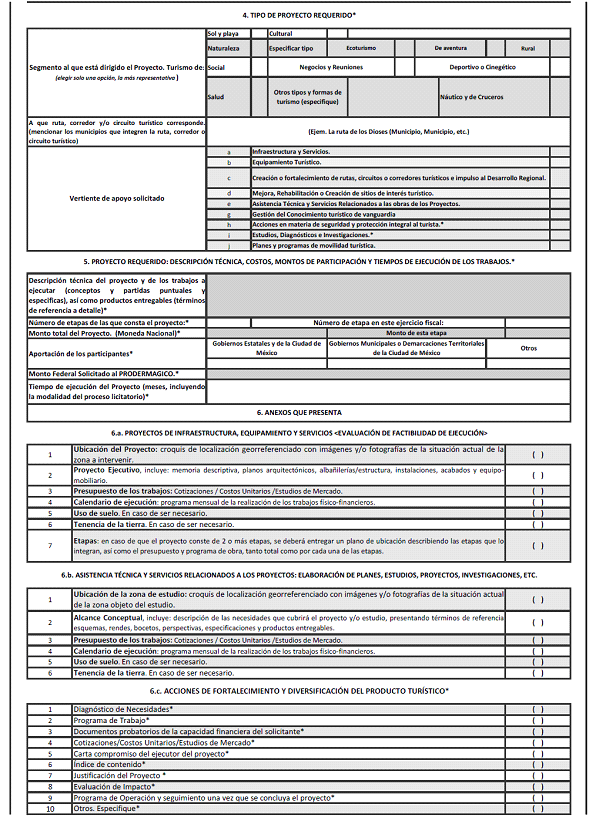 4. TIPO DE PROYECTO REQUERIDO*
Segmento al que está dirigido el Proyecto. Turismo de:
(elegir solo una opción, la más representativa)
Sol y playa
Cultural
Naturaleza
Especificar tipo
Ecoturismo
De aventura
Rural
Social
Negocios y Reuniones
Deportivo o Cinegético
Salud
Otros tipos y formas de
turismo (especifique)
Náutico y de Cruceros
A que ruta, corredor y/o circuito turístico corresponde.
(mencionar los municipios que integren la ruta, corredor o
circuito turístico)
(Ejem. La ruta de los Dioses (Municipio, Municipio, etc.)
Vertiente de apoyo solicitado
a Infraestructura y Servicios.
b Equipamiento Turístico.
c Creación o fortalecimiento de rutas, circuitos o corredores turísticos e impulso al Desarrollo Regional.
d Mejora, Rehabilitación o Creación de sitios de interés turístico.
e Asistencia Técnica y Servicios Relacionados a las obras de los Proyectos.
g Gestión del Conocimiento turístico de vanguardia
h Acciones en materia de seguridad y protección integral al turista.*
i Estudios, Diagnósticos e Investigaciones.*
j Planes y programas de movilidad turística.
5. PROYECTO REQUERIDO: DESCRIPCIÓN TÉCNICA, COSTOS, MONTOS DE PARTICIPACIÓN Y TIEMPOS DE EJECUCIÓN DE LOS TRABAJOS.*
Descripción técnica del proyecto y de los trabajos a
ejecutar (conceptos y partidas puntuales y
especificas), así como productos entregables (términos
de referencia a detalle)*
Número de etapas de las que consta el proyecto:*
Número de etapa en este ejercicio fiscal:
Monto total del Proyecto. (Moneda Nacional)*
Monto de esta etapa
Aportación de los participantes*
Gobiernos Estatales y de la Ciudad de
México
Gobiernos Municipales o Demarcaciones Territoriales
de la Ciudad de México
Otros
Monto Federal Solicitado al PRODERMAGICO.*
Tiempo de ejecución del Proyecto (meses, incluyendo
la modalidad del proceso licitatorio)*
6. ANEXOS QUE PRESENTA
6.a. PROYECTOS DE INFRAESTRUCTURA, EQUIPAMIENTO Y SERVICIOS <EVALUACIÓN DE FACTIBILIDAD DE EJECUCIÓN>
1 Ubicación del Proyecto: croquis de localización georreferenciado con imágenes y/o fotografías de la situación actual de la ( )
zona a intervenir.
2 Proyecto Ejecutivo, incluye: memoria descriptiva, planos arquitectónicos, albañilerías/estructura, instalaciones, acabados y equipo- ( )
mobiliario.
3 Presupuesto de los trabajos: Cotizaciones / Costos Unitarios /Estudios de Mercado. ( )
4 Calendario de ejecución: programa mensual de la realización de los trabajos físico-financieros. ( )
5 Uso de suelo. En caso de ser necesario. ( )
6 Tenencia de la tierra. En caso de ser necesario. ( )
7 Etapas: en caso de que el proyecto conste de 2 o más etapas, se deberá entregar un plano de ubicación describiendo las etapas que lo ( )
integran, así como el presupuesto y programa de obra, tanto total como por cada una de las etapas.
6.b. ASISTENCIA TÉCNICA Y SERVICIOS RELACIONADOS A LOS PROYECTOS: ELABORACIÓN DE PLANES, ESTUDIOS, PROYECTOS, INVESTIGACIONES, ETC.
1 Ubicación de la zona de estudio: croquis de localización georreferenciado con imágenes y/o fotografías de la situación actual ( )
de la zona objeto del estudio.
2 Alcance Conceptual, incluye: descripción de las necesidades que cubrirá el proyecto y/o estudio, presentando términos de referencia ( )
esquemas, rendes, bocetos, perspectivas, especificaciones y productos entregables.
3 Presupuesto de los trabajos: Cotizaciones / Costos Unitarios /Estudios de Mercado. ( )
4 Calendario de ejecución: programa mensual de la realización de los trabajos físico-financieros. ( )
5 Uso de suelo. En caso de ser necesario. ( )
6 Tenencia de la tierra. En caso de ser necesario. ( )
6.c. ACCIONES DE FORTALECIMIENTO Y DIVERSIFICACIÓN DEL PRODUCTO TURÍSTICO*
1 Diagnóstico de Necesidades* ( )
2 Programa de Trabajo* ( )
3 Documentos probatorios de la capacidad financiera del solicitante* ( )
4 Cotizaciones/Costos Unitarios/Estudios de Mercado* ( )
5 Carta compromiso del ejecutor del proyecto* ( )
6 Índice de contenido* ( )
7 Justificación del Proyecto * ( )
8 Evaluación de Impacto* ( )
9 Programa de Operación y seguimiento una vez que se concluya el proyecto* ( )
10 Otros. Especifique* ( )